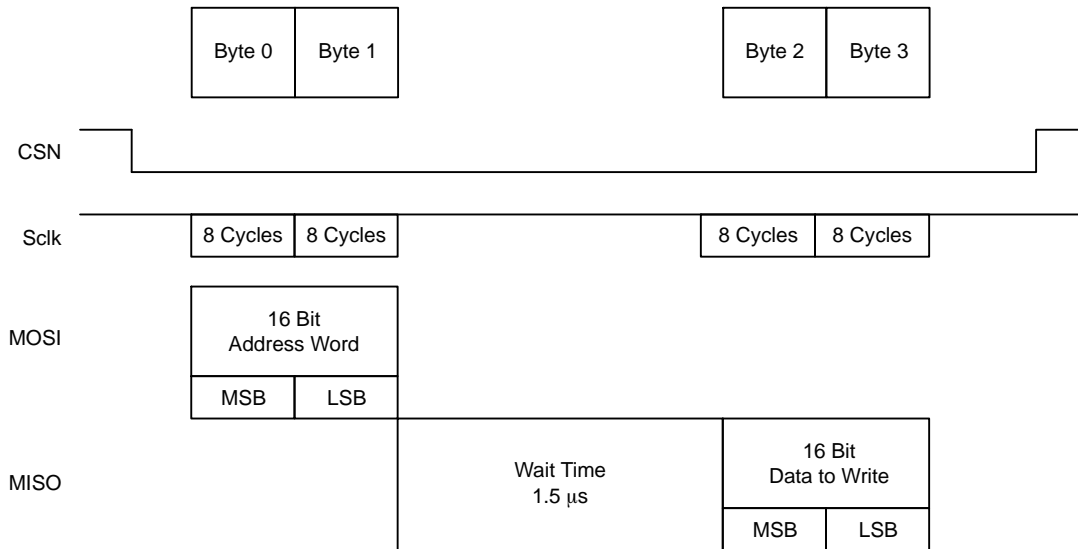 Byte 0 Byte 1 Byte 2 Byte 3
CSN
Sclk 8 Cycles 8 Cycles 8 Cycles 8 Cycles
MOSI
16 Bit
Address Word
MSB LSB
MISO
Wait Time
1.5 μs
16 Bit
Data to Write
MSB LSB